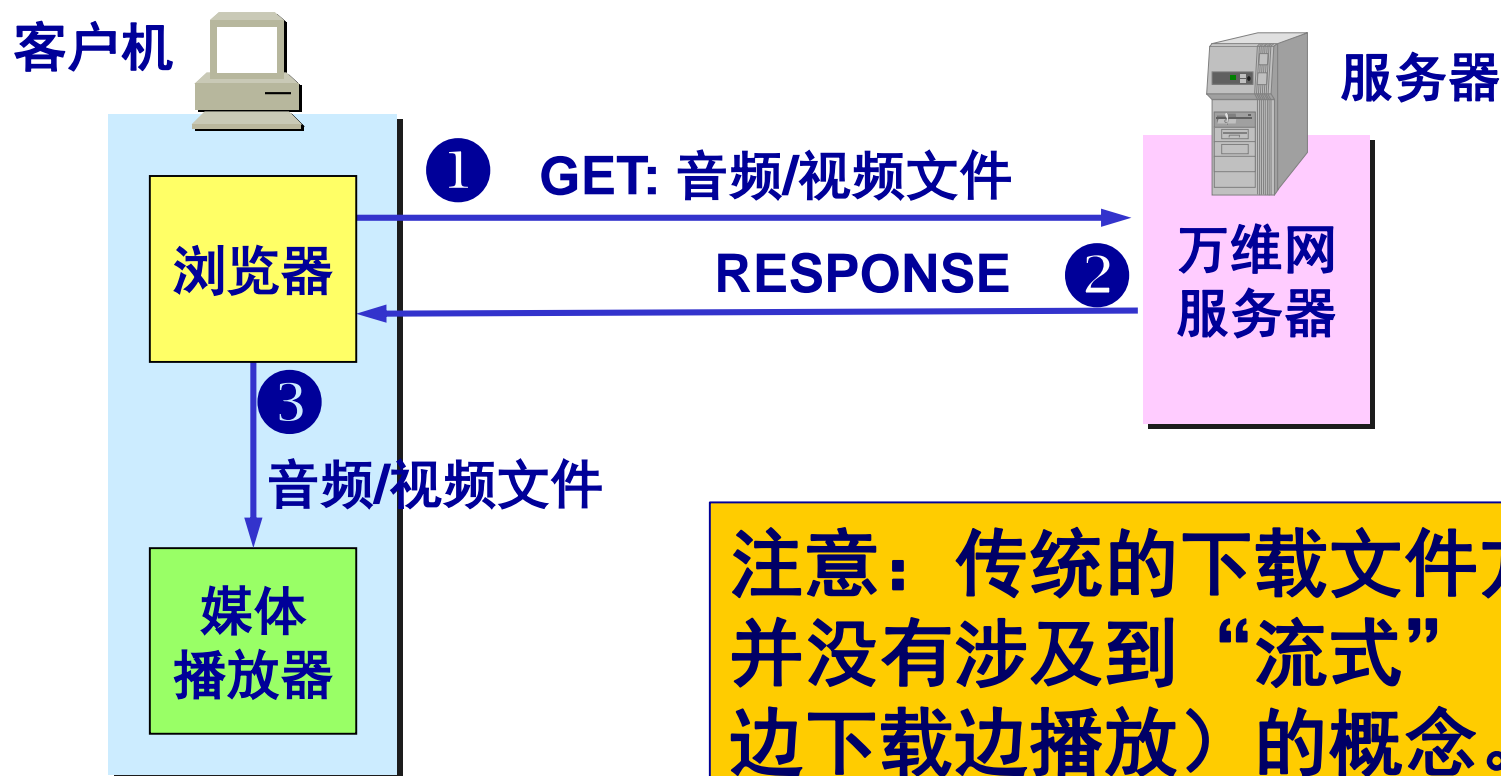 客户机
服务器
❶ GET: 音频/视频文件
RESPONSE ❷
浏览器
万维网
服务器
❸
音频/视频文件
媒体
播放器
注意：传统的下载文件
并没有涉及到“流式”
边下载边播放）的概念。